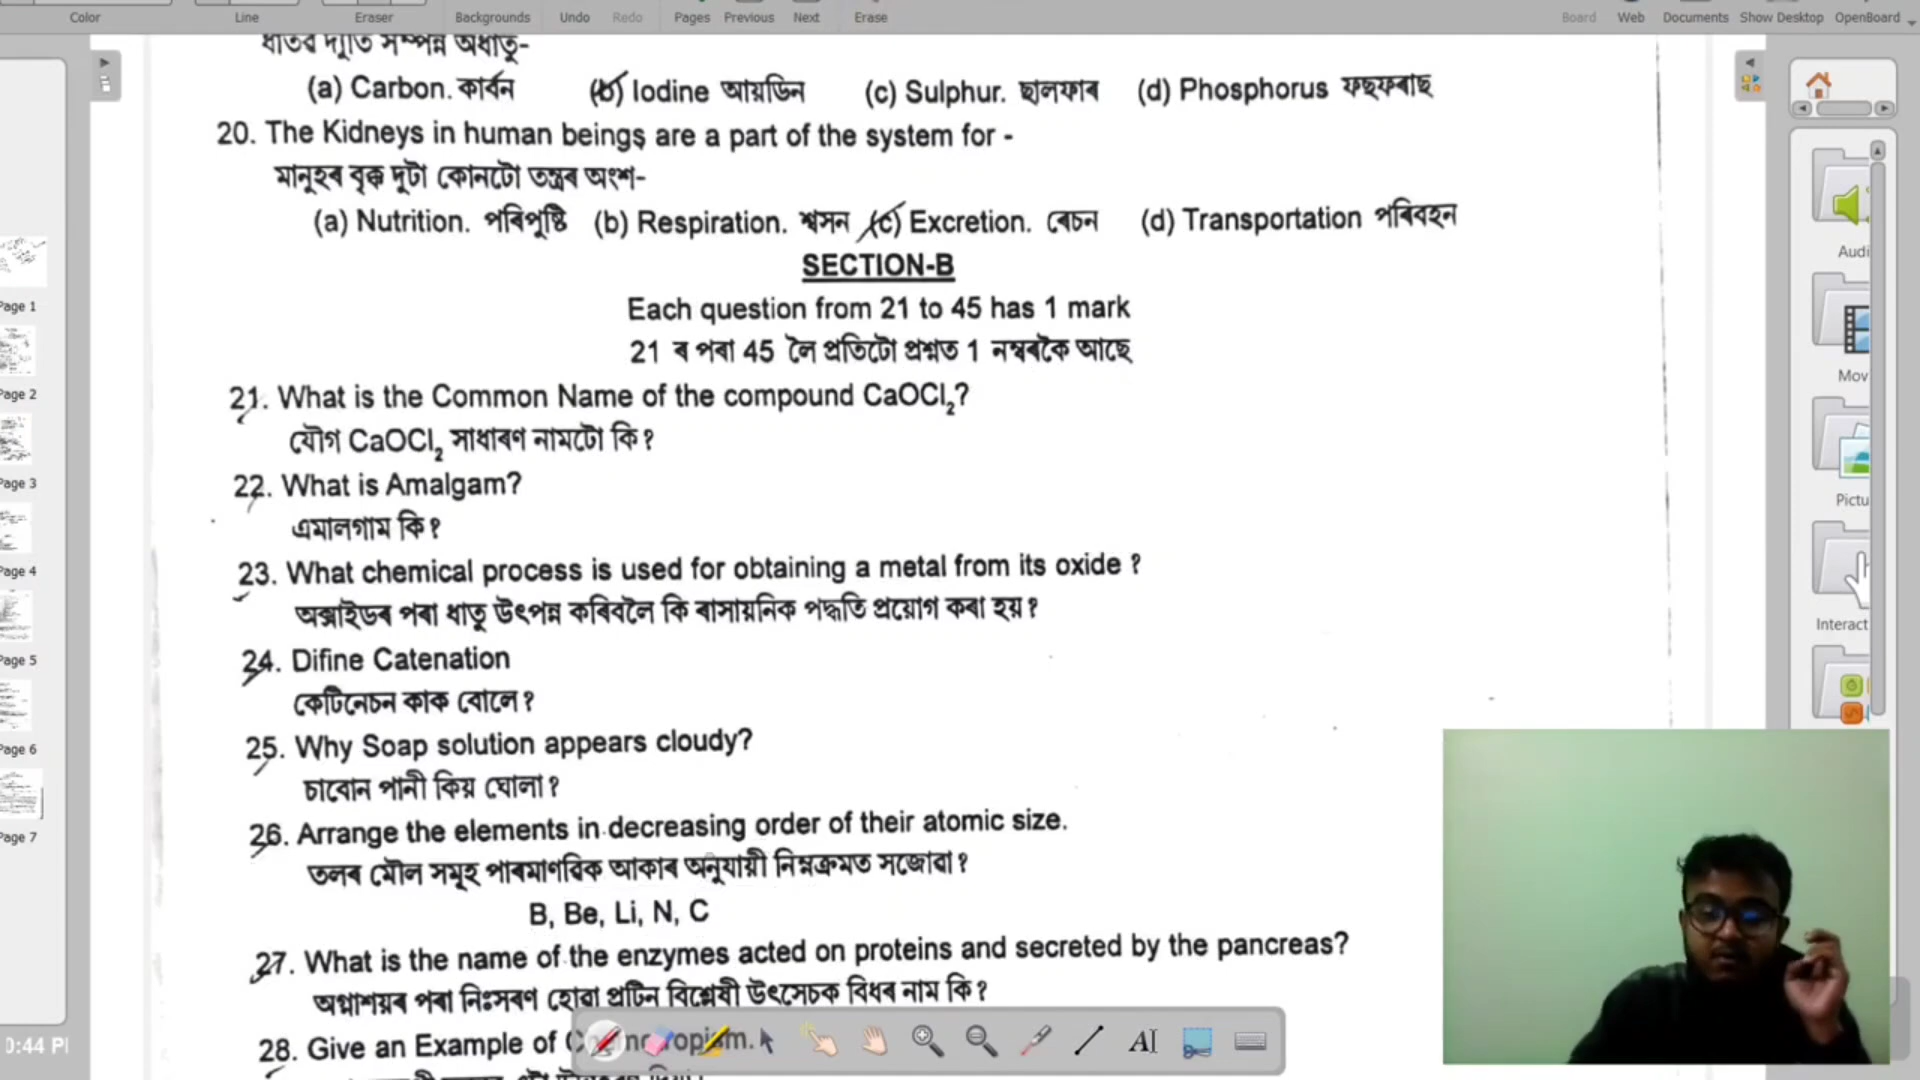 Color Line Eraser Backgrounds Undo Redo Pages Previous Next Erase Board Web Documents Show Desktop OpenBoard
ধাতৱ দ্যুতি সম্পন্ন অধাতু-
(a) Carbon. কাৰ্বন (b) Iodine আয়ডিন (c) Sulphur. ছালফাৰ (d) Phosphorus ফছফৰাছ
20. The Kidneys in human beings are a part of the system for -
মানুহৰ বৃক্ক দুটা কোনটো তন্ত্ৰৰ অংশ-
(a) Nutrition. পৰিপুষ্টি (b) Respiration. শ্বসন (c) Excretion. ৰেচন (d) Transportation পৰিবহন
SECTION-B
Each question from 21 to 45 has 1 mark
21 ৰ পৰা 45 লৈ প্ৰতিটো প্ৰশ্নত 1 নম্বৰকৈ আছে
21. What is the Common Name of the compound CaOCl₂?
যৌগ CaOCl₂ সাধাৰণ নামটো কি?
22. What is Amalgam?
এমালগাম কি?
23. What chemical process is used for obtaining a metal from its oxide ?
অক্সাইডৰ পৰা ধাতু উৎপন্ন কৰিবলৈ কি ৰাসায়নিক পদ্ধতি প্ৰয়োগ কৰা হয়?
24. Difine Catenation
কেটিনেচন কাক বোলে?
25. Why Soap solution appears cloudy?
চাবোন পানী কিয় ঘোলা?
26. Arrange the elements in decreasing order of their atomic size.
তলৰ মৌল সমূহ পাৰমাণৱিক আকাৰ অনুযায়ী নিম্নক্ৰমত সজোৱা?
B, Be, Li, N, C
27. What is the name of the enzymes acted on proteins and secreted by the pancreas?
অগ্নাশয়ৰ পৰা নিঃসৰণ হোৱা প্ৰটিন বিশ্লেষী উৎসেচক বিধৰ নাম কি?
28. Give an Example of
Page 1
Page 2
Page 3
Page 4
Page 5
Page 6
Page 7
0:44
Audi
Mov
Pictu
Interact